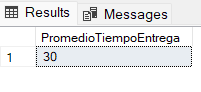 Results Messages
PromedioTiempoEntrega
1 30